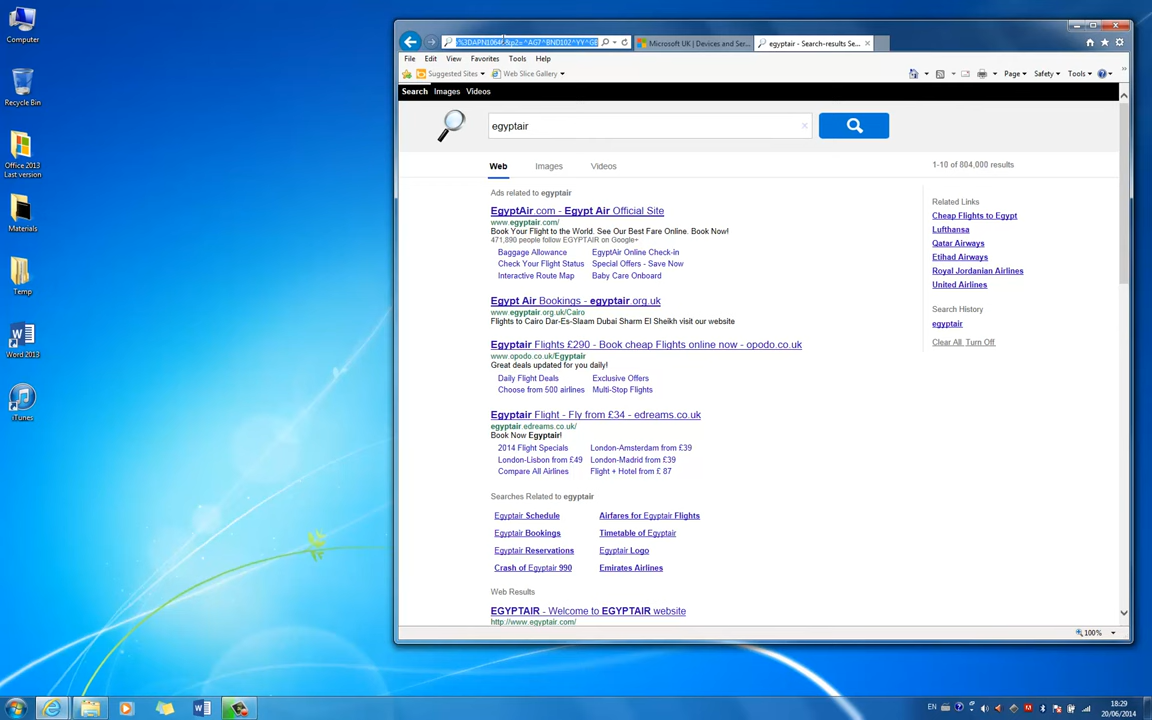 Computer
Recycle Bin
Office 2013
Last version
Materials
Temp
Word 2013
iTunes
Microsoft UK | Devices and Ser...
egyptair - Search-results Se...
File Edit View Favorites Tools Help
Suggested Sites Web Slice Gallery
Page Safety Tools
Search Images Videos
egyptair
Web Images Videos
1-10 of 804,000 results
Ads related to egyptair
EgyptAir.com - Egypt Air Official Site
www.egyptair.com/
Book Your Flight to the World. See Our Best Fare Online. Book Now!
471,890 people follow EGYPTAIR on Google+
Baggage Allowance EgyptAir Online Check-in
Check Your Flight Status Special Offers - Save Now
Interactive Route Map Baby Care Onboard
Egypt Air Bookings - egyptair.org.uk
www.egyptair.org.uk/Cairo
Flights to Cairo Dar-Es-Slaam Dubai Sharm El Sheikh visit our website
Egyptair Flights £290 - Book cheap Flights online now - opodo.co.uk
www.opodo.co.uk/Egyptair
Great deals updated for you daily!
Daily Flight Deals Exclusive Offers
Choose from 500 airlines Multi-Stop Flights
Egyptair Flight - Fly from £34 - edreams.co.uk
egyptair.edreams.co.uk/
Book Now Egyptair!
2014 Flight Specials London-Amsterdam from £39
London-Lisbon from £49 London-Madrid from £39
Compare All Airlines Flight + Hotel from £ 87
Searches Related to egyptair
Egyptair Schedule Airfares for Egyptair Flights
Egyptair Bookings Timetable of Egyptair
Egyptair Reservations Egyptair Logo
Crash of Egyptair 990 Emirates Airlines
Web Results
EGYPTAIR - Welcome to EGYPTAIR website
http://www.egyptair.com/
Related Links
Cheap Flights to Egypt
Lufthansa
Qatar Airways
Etihad Airways
Royal Jordanian Airlines
United Airlines
Search History
egyptair
Clear All Turn Off
100%
EN
18:29
20/06/2014